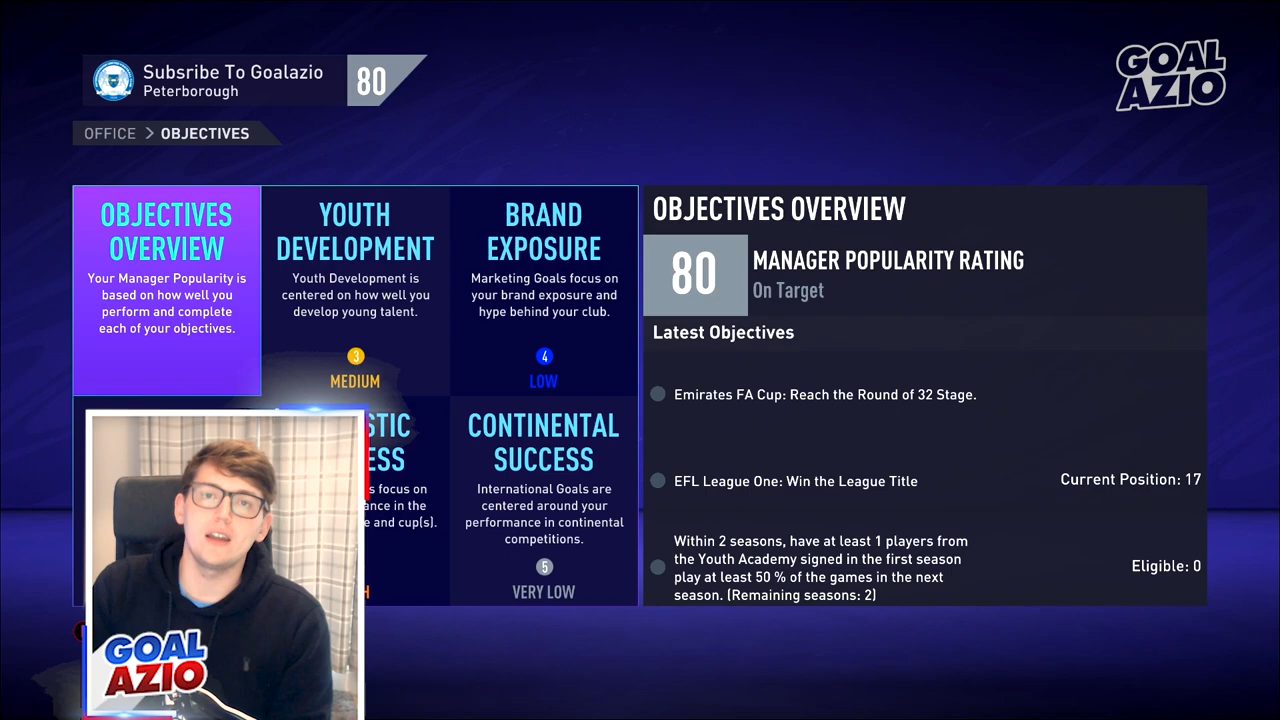 Subsribe To Goalazio
Peterborough
80
GOAL
AZIO
OFFICE > OBJECTIVES
OBJECTIVES
OVERVIEW
Your Manager Popularity is
based on how well you
perform and complete
each of your objectives.
YOUTH
DEVELOPMENT
Youth Development is
centered on how well you
develop young talent.
3
MEDIUM
BRAND
EXPOSURE
Marketing Goals focus on
your brand exposure and
hype behind your club.
4
LOW
CONTINENTAL
SUCCESS
International Goals are
centered around your
performance in continental
competitions.
5
VERY LOW
OBJECTIVES OVERVIEW
80
MANAGER POPULARITY RATING
On Target
Latest Objectives
Emirates FA Cup: Reach the Round of 32 Stage.
EFL League One: Win the League Title
Current Position: 17
Within 2 seasons, have at least 1 players from
the Youth Academy signed in the first season
play at least 50 % of the games in the next
season. (Remaining seasons: 2)
Eligible: 0
focus on
in the
and cup(s).
GOAL
AZIO